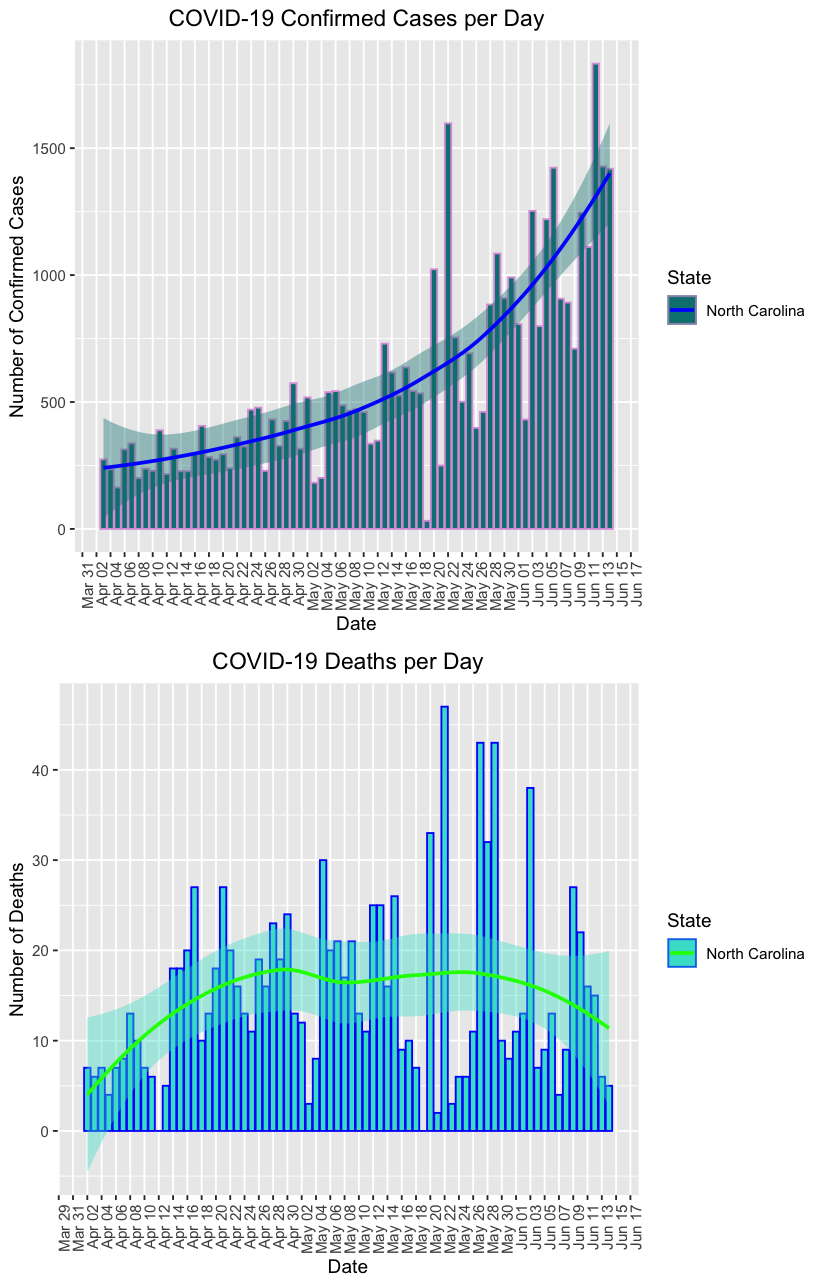 COVID-19 Confirmed Cases per Day
Number of Confirmed Cases
1500
1000
500
0
Mar 31
Apr 02
Apr 04
Apr 06
Apr 08
Apr 10
Apr 12
Apr 14
Apr 16
Apr 18
Apr 20
Apr 22
Apr 24
Apr 26
Apr 28
Apr 30
May 02
May 04
May 06
May 08
May 10
May 12
May 14
May 16
May 18
May 20
May 22
May 24
May 26
May 28
May 30
Jun 01
Jun 03
Jun 05
Jun 07
Jun 09
Jun 11
Jun 13
Jun 15
Jun 17
Date
State
North Carolina
COVID-19 Deaths per Day
Number of Deaths
40
30
20
10
0
Mar 29
Mar 31
Apr 02
Apr 04
Apr 06
Apr 08
Apr 10
Apr 12
Apr 14
Apr 16
Apr 18
Apr 20
Apr 22
Apr 24
Apr 26
Apr 28
Apr 30
May 02
May 04
May 06
May 08
May 10
May 12
May 14
May 16
May 18
May 20
May 22
May 24
May 26
May 28
May 30
Jun 01
Jun 03
Jun 05
Jun 07
Jun 09
Jun 11
Jun 13
Jun 15
Jun 17
Date
State
North Carolina